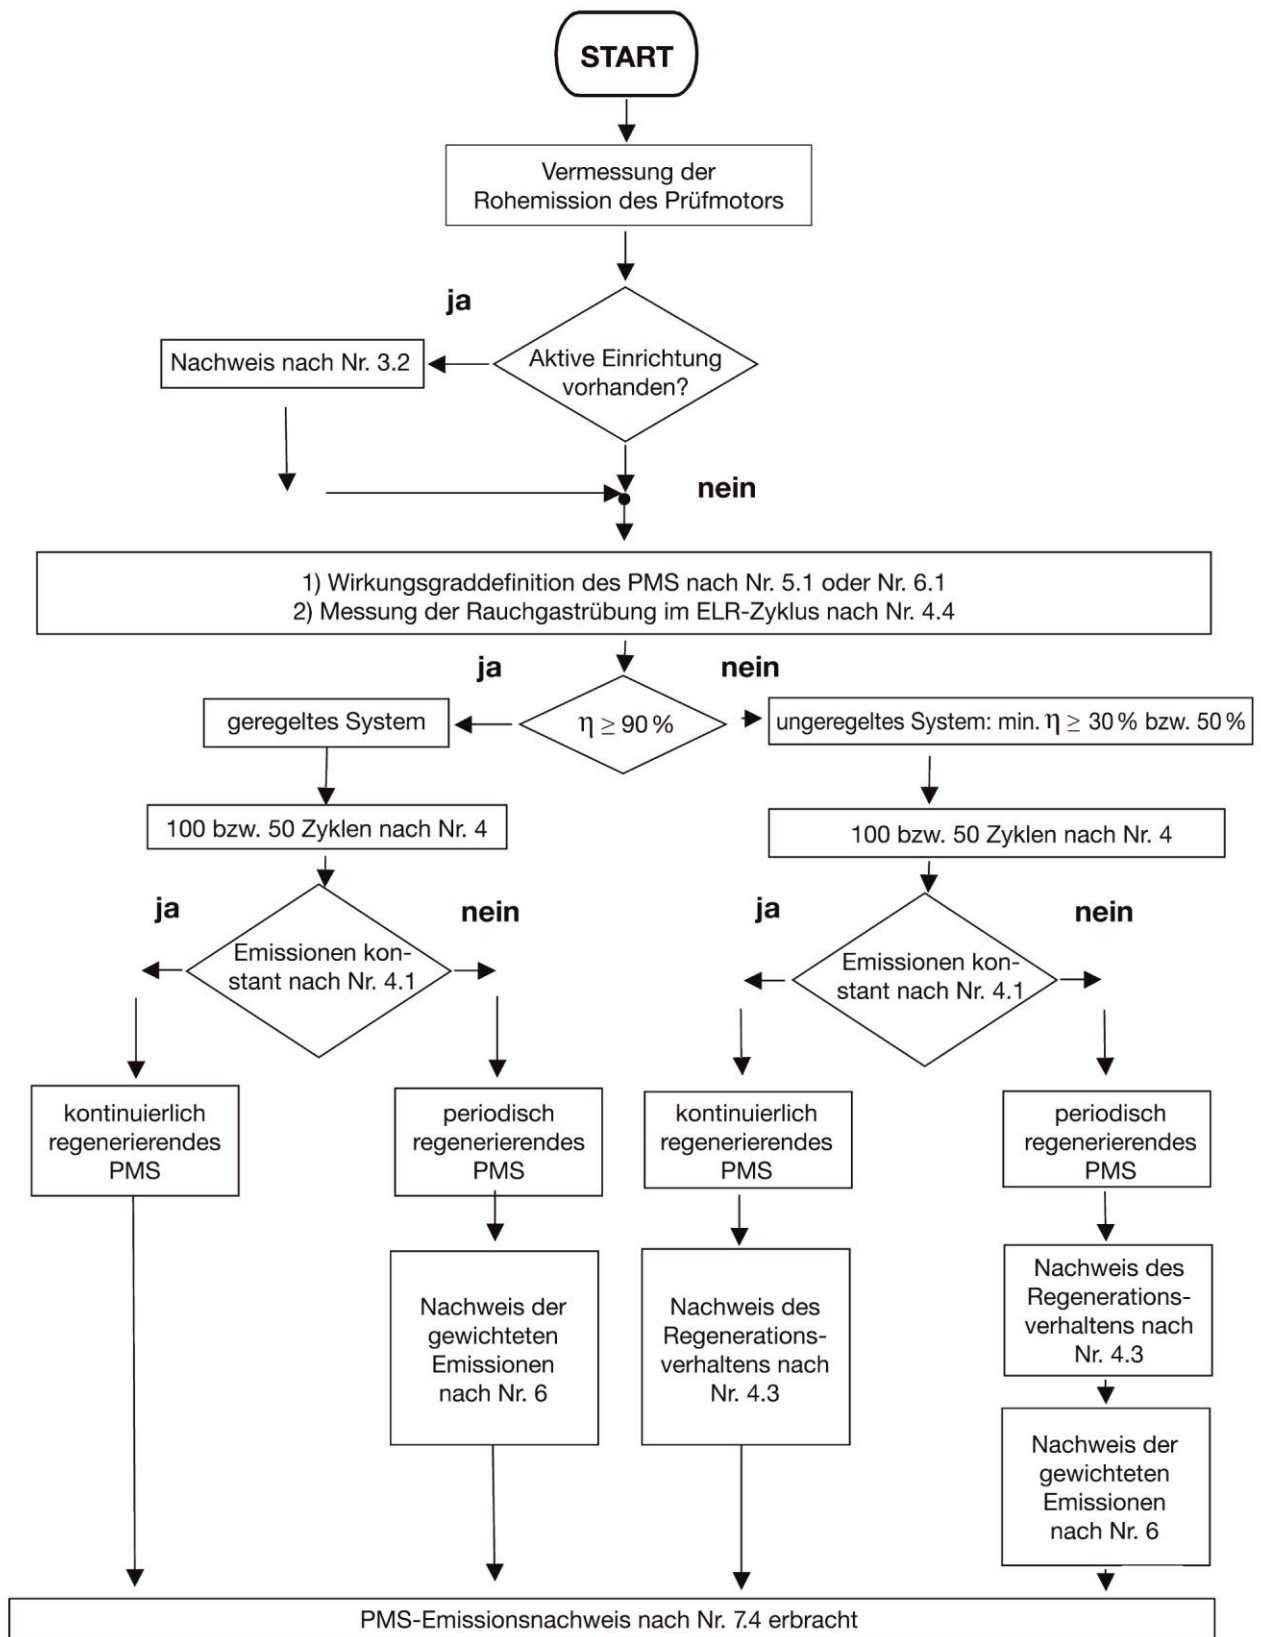 START
Vermessung der
Rohemission des Prüfmotors
ja
Aktive Einrichtung
vorhanden?
Nachweis nach Nr. 3.2
nein
1) Wirkungsgraddefinition des PMS nach Nr. 5.1 oder Nr. 6.1
2) Messung der Rauchgastrübung im ELR-Zyklus nach Nr. 4.4
ja
nein
geregeltes System
η ≥ 90 %
ungeregeltes System: min. η ≥ 30 % bzw. 50 %
100 bzw. 50 Zyklen nach Nr. 4
100 bzw. 50 Zyklen nach Nr. 4
ja
nein
Emissionen kon-
stant nach Nr. 4.1
ja
nein
Emissionen kon-
stant nach Nr. 4.1
kontinuierlich
regenerierendes
PMS
periodisch
regenerierendes
PMS
kontinuierlich
regenerierendes
PMS
periodisch
regenerierendes
PMS
Nachweis der
gewichteten
Emissionen
nach Nr. 6
Nachweis des
Regenerations-
verhaltens nach
Nr. 4.3
Nachweis des
Regenerations-
verhaltens nach
Nr. 4.3
Nachweis der
gewichteten
Emissionen
nach Nr. 6
PMS-Emissionsnachweis nach Nr. 7.4 erbracht